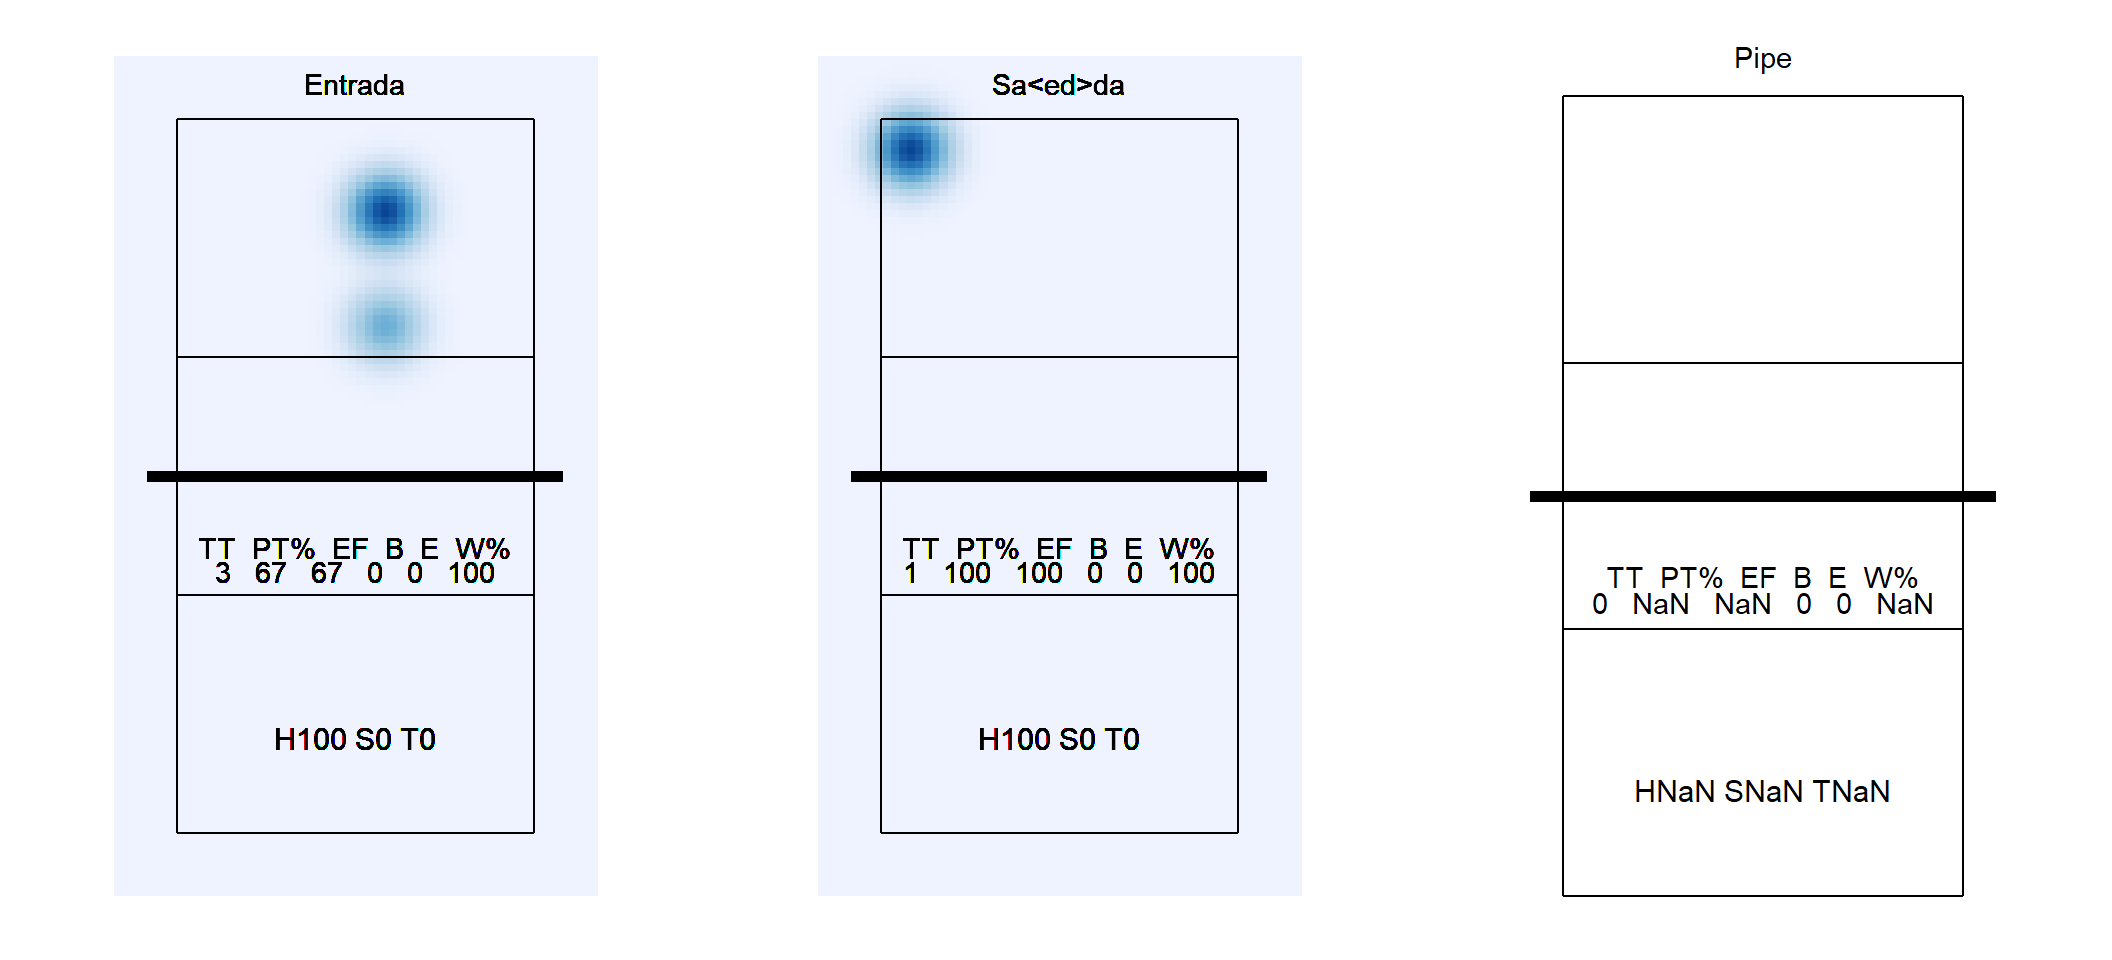 Entrada
TT PT% EF B E W%
3 67 67 0 0 100
H100 S0 T0
Sa<ed>da
TT PT% EF B E W%
1 100 100 0 0 100
H100 S0 T0
Pipe
TT PT% EF B E W%
0 NaN NaN 0 0 NaN
HNaN SNaN TNaN